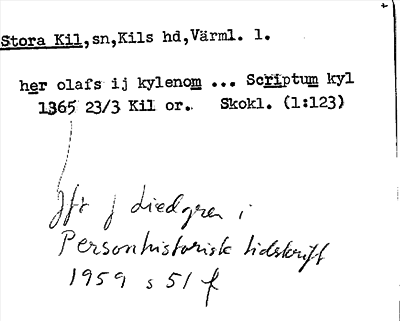 Stora Kil,sn,Kils hd,Värml. l.
her olafs ij kylenom ... Scriptum kyl
1365 23/3 Kil or. Skokl. (1:123)
Jfr J Liedgren i
Personhistorisk tidskrift
1959 s 51 f